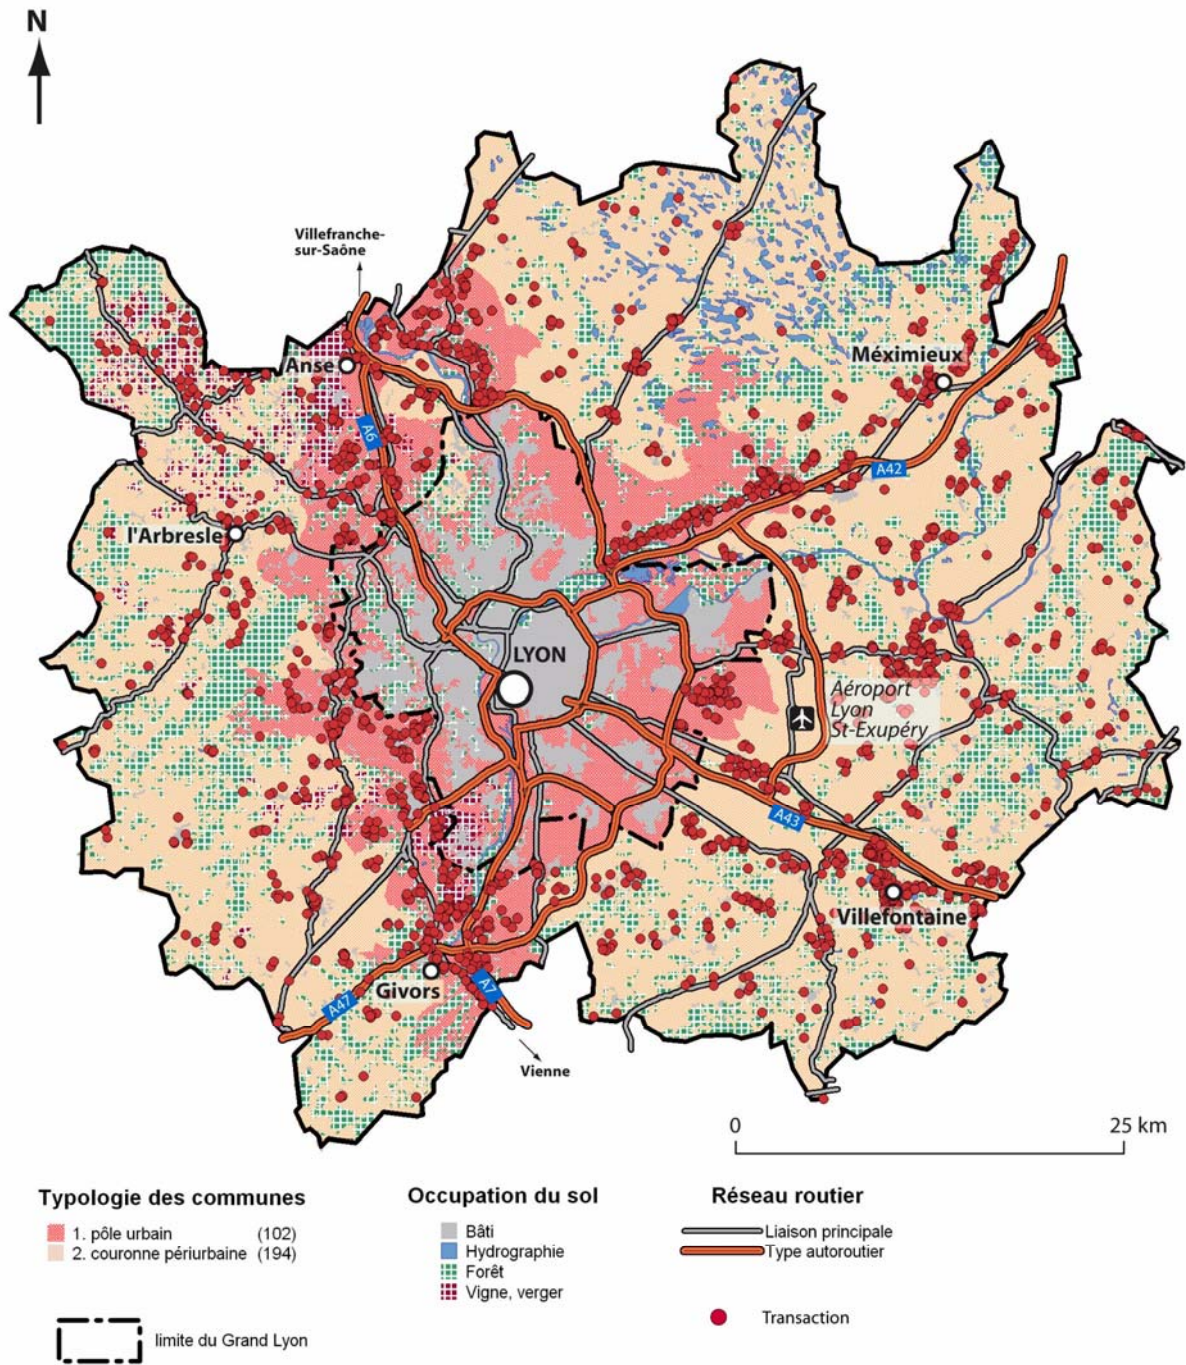 N
Villefranche-
sur-Saône
Anse
Méximieux
A6
A42
l'Arbresle
LYON
Aéroport
Lyon
St-Exupéry
A43
Villefontaine
Givors
A47
A7
Vienne
0 25 km
Typologie des communes
1. pôle urbain (102)
2. couronne périurbaine (194)
limite du Grand Lyon
Occupation du sol
Bâti
Hydrographie
Forêt
Vigne, verger
Réseau routier
Liaison principale
Type autoroutier
Transaction